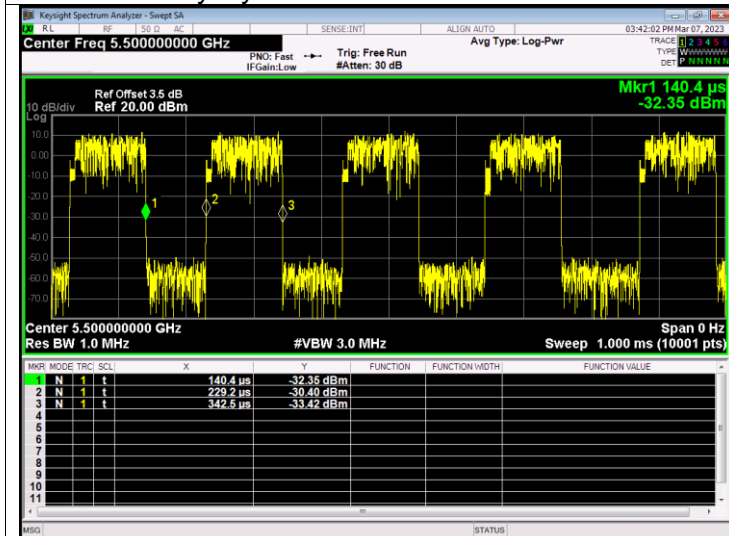 Keysight Spectrum Analyzer - Swept SA
RL RF 50 Ω AC SENSE:INT ALIGN AUTO 03:42:02 PM Mar 07, 2023
Center Freq 5.500000000 GHz Avg Type: Log-Pwr TRACE 1 2 3 4 5 6
PNO: Fast Trig: Free Run TYPE W
IFGain:Low #Atten: 30 dB DET P N N N N N
Mkr1 140.4 µs
Ref Offset 3.5 dB
10 dB/div Ref 20.00 dBm -32.35 dBm
Log
10.0
0.00
-10.0
-20.0
1 2 3
-30.0
-40.0
-50.0
-60.0
-70.0
Center 5.500000000 GHz Span 0 Hz
Res BW 1.0 MHz #VBW 3.0 MHz Sweep 1.000 ms (10001 pts)
MKR MODE TRC SCL X Y FUNCTION FUNCTION WIDTH FUNCTION VALUE
1 N 1 t 140.4 µs -32.35 dBm
2 N 1 t 229.2 µs -30.40 dBm
3 N 1 t 342.5 µs -33.42 dBm
4
5
6
7
8
9
10
11
MSG STATUS